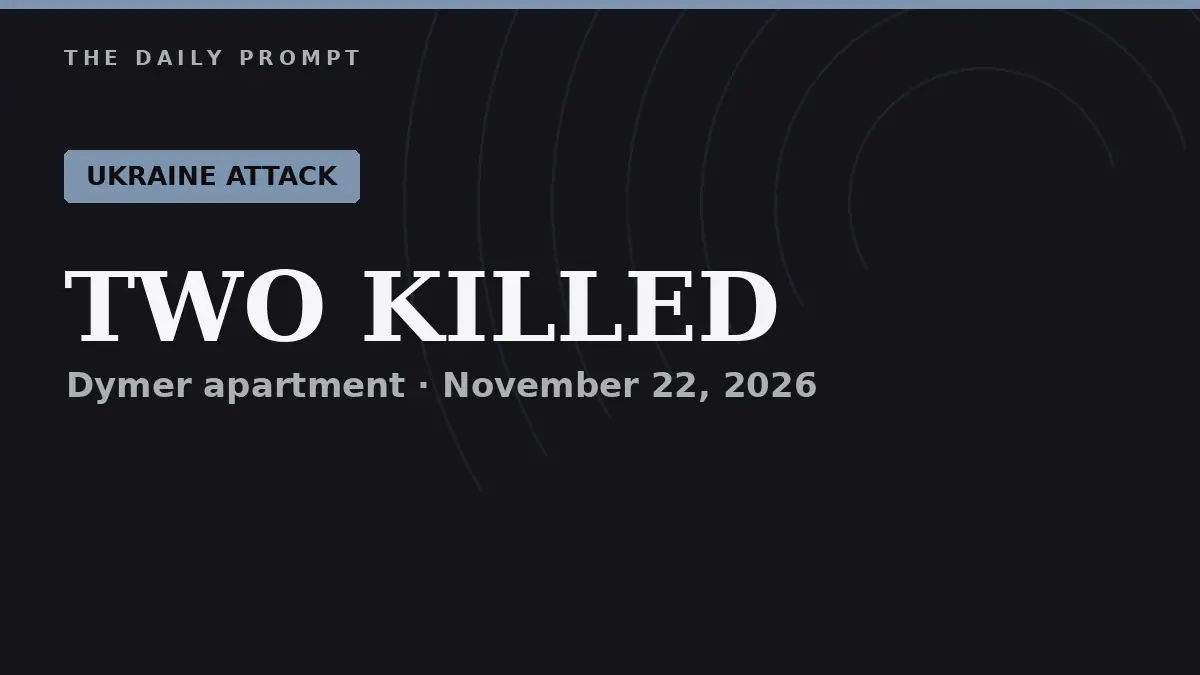 THE DAILY PROMPT
UKRAINE ATTACK
TWO KILLED
Dymer apartment · November 22, 2026